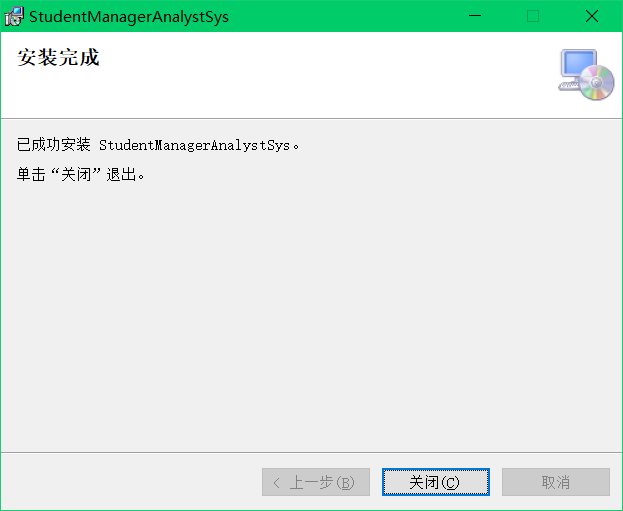 StudentManagerAnalystSys
安装完成
已成功安装 StudentManagerAnalystSys。
单击“关闭”退出。
< 上一步(B)
关闭(C)
取消